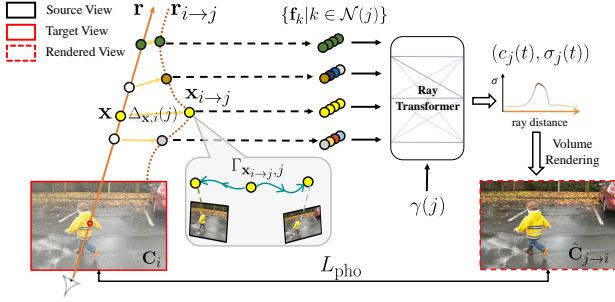 Source View
Target View
Rendered View
r
r_{i→j}
{f_k|k ∈ N(j)}
x
Δ_{x,i}(j)
x_{i→j}
Γ_{x_{i→j},j}
Ray
Transformer
γ(j)
(c_j(t), σ_j(t))
σ
ray distance
Volume
Rendering
C_i
Ĉ_{j→i}
L_pho